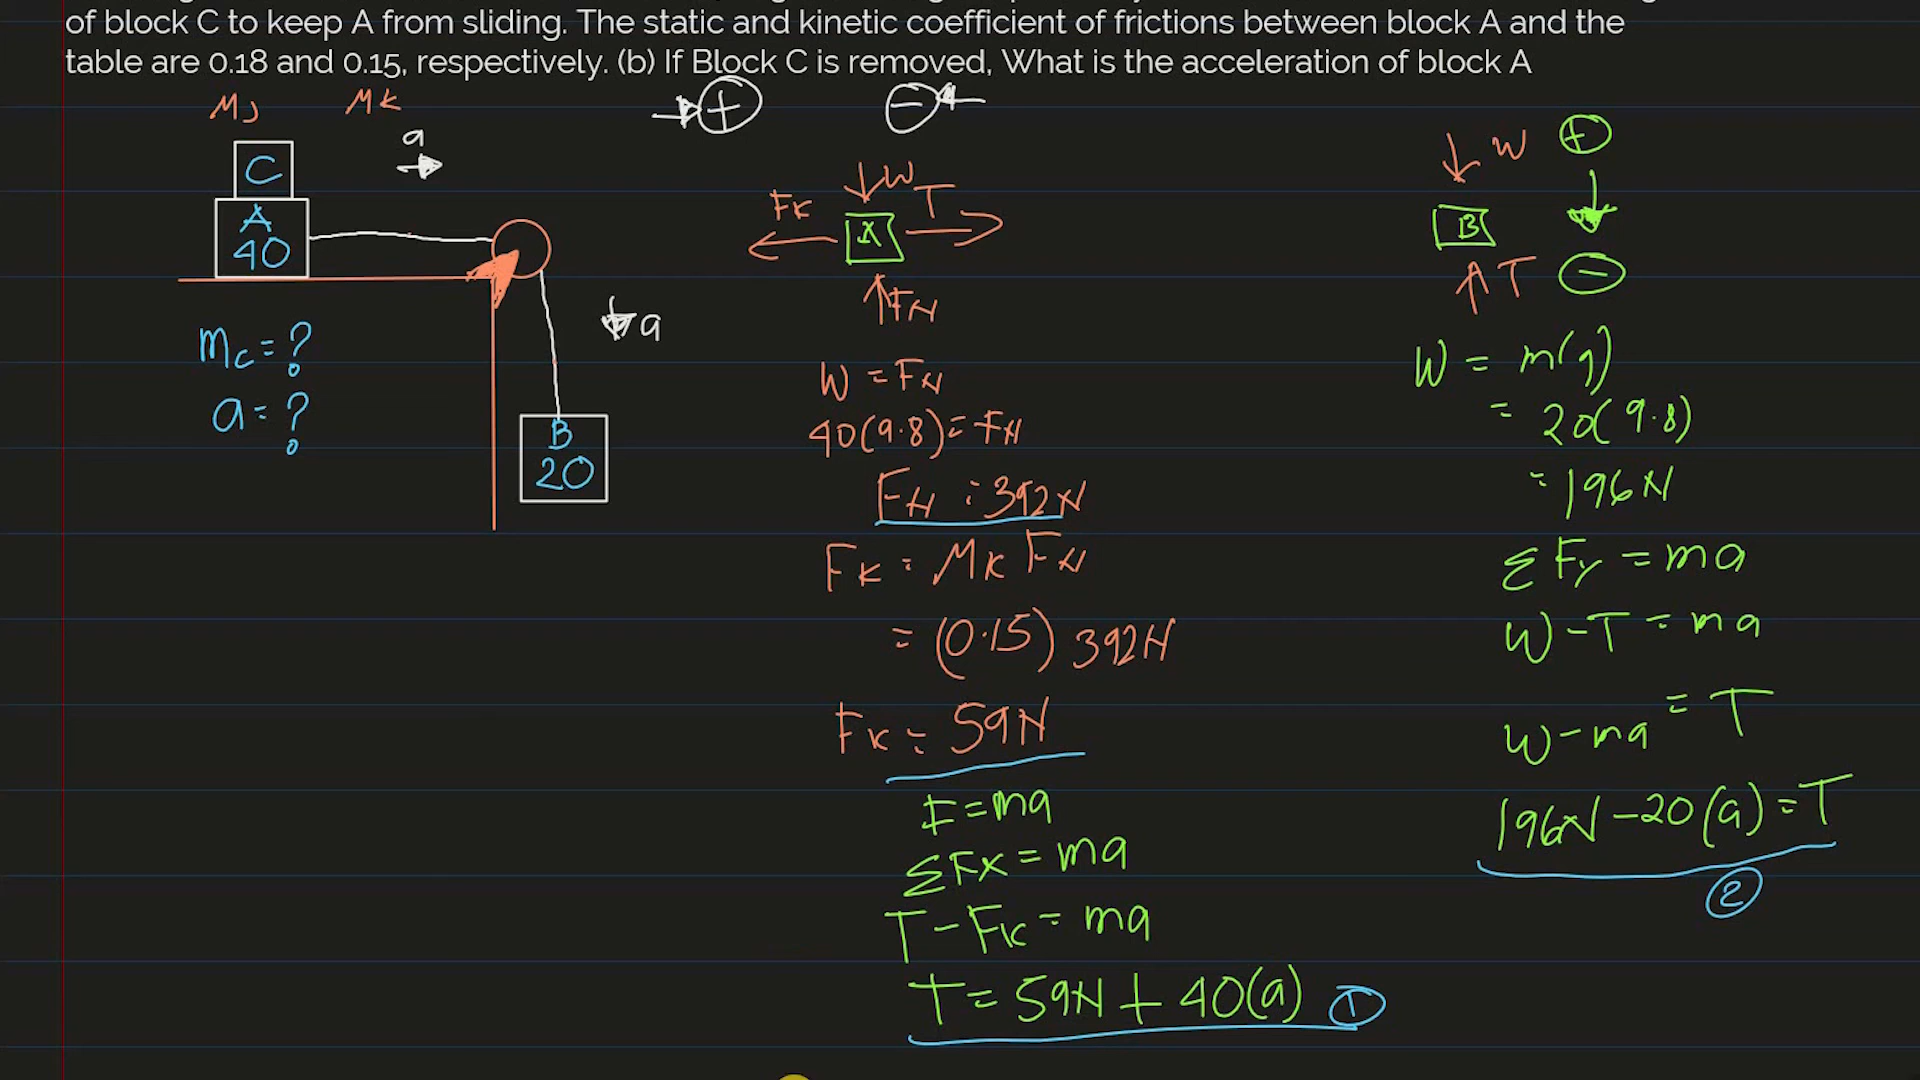 of block C to keep A from sliding. The static and kinetic coefficient of frictions between block A and the
table are 0.18 and 0.15, respectively. (b) If Block C is removed, What is the acceleration of block A
Ms
Mk
a
C
A
40
mc = ?
a = ?
a
B
20
+
−
W
FK
T
A
FN
W = FN
40(9.8) = FN
FN = 392N
FK = MK FN
= (0.15) 392N
FK = 59N
F = ma
ΣFx = ma
T − FK = ma
T = 59N + 40(a) ①
W
+
B
T
−
W = m(g)
= 20(9.8)
= 196N
ΣFy = ma
W − T = ma
W − ma = T
196N − 20(a) = T
②